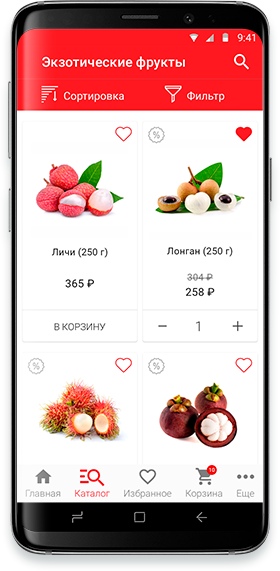 9:41
Экзотические фрукты
Сортировка
Фильтр
%
Личи (250 г)
Лонган (250 г)
365 ₽
304 ₽
258 ₽
В КОРЗИНУ
− 1 +
%
%
10
Главная
Каталог
Избранное
Корзина
Еще